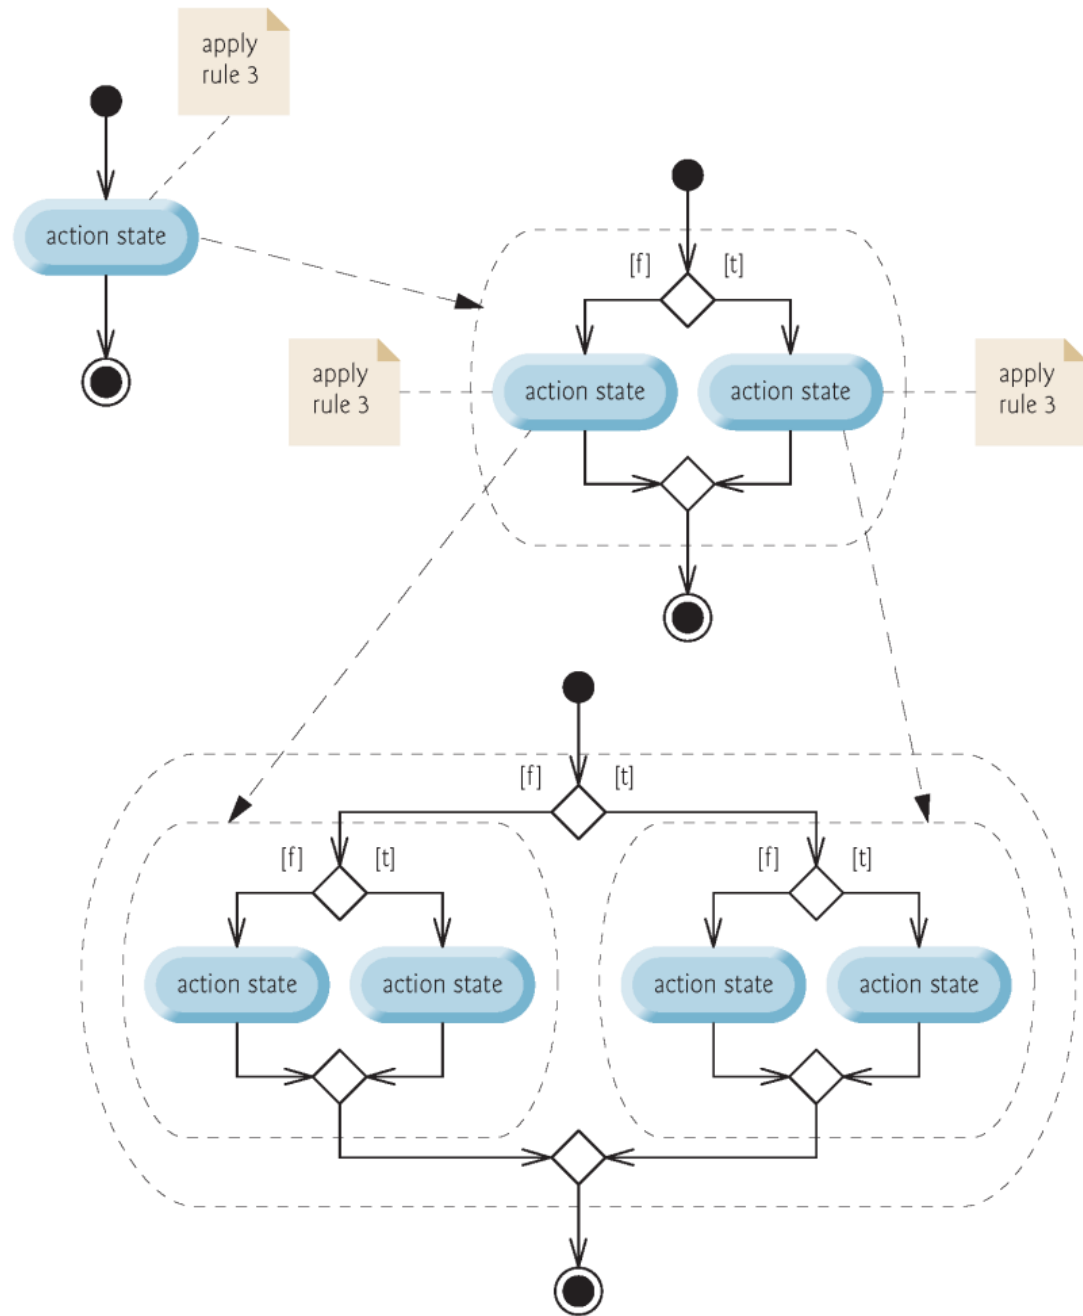 apply
rule 3
action state
[f] [t]
apply
rule 3
action state
action state
apply
rule 3
[f] [t]
[f] [t]
[f] [t]
action state
action state
action state
action state